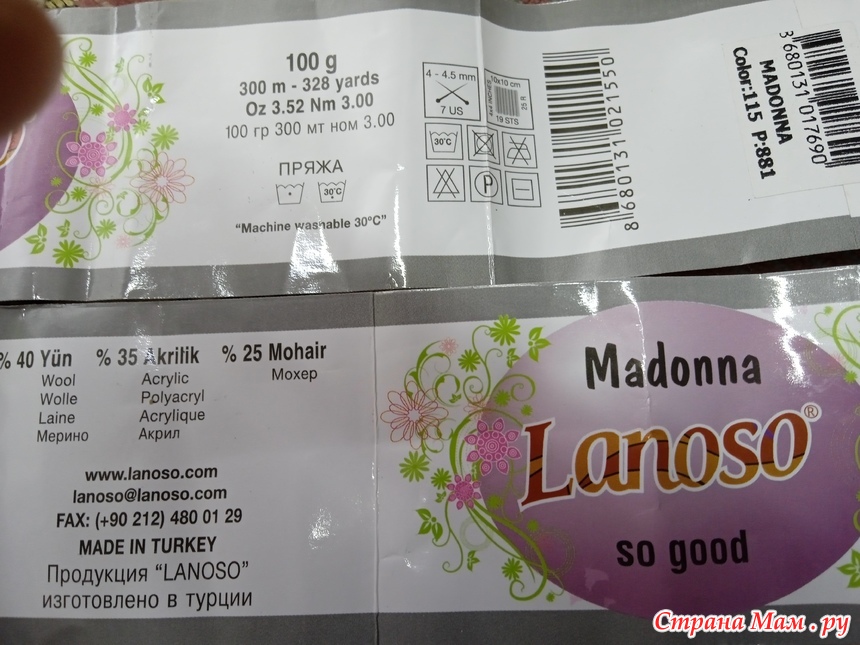 100 g
300 m - 328 yards
Oz 3.52 Nm 3.00
100 гр 300 мт ном 3.00
ПРЯЖА
30°C
"Machine washable 30°C"
4 - 4.5 mm
7 US
10x10 cm
4x4 INCHES
25 R
19 STS
30°C
P
8 680131 021550
3 680131 017690
MADONNA
Color:115 P:881
% 40 Yün % 35 Akrilik % 25 Mohair
Wool Acrylic Мохер
Wolle Polyacryl
Laine Acrylique
Мерино Акрил
www.lanoso.com
lanoso@lanoso.com
FAX: (+90 212) 480 01 29
MADE IN TURKEY
Продукция "LANOSO"
изготовлено в турции
Madonna
Lanoso®
so good
Страна Мам.ру